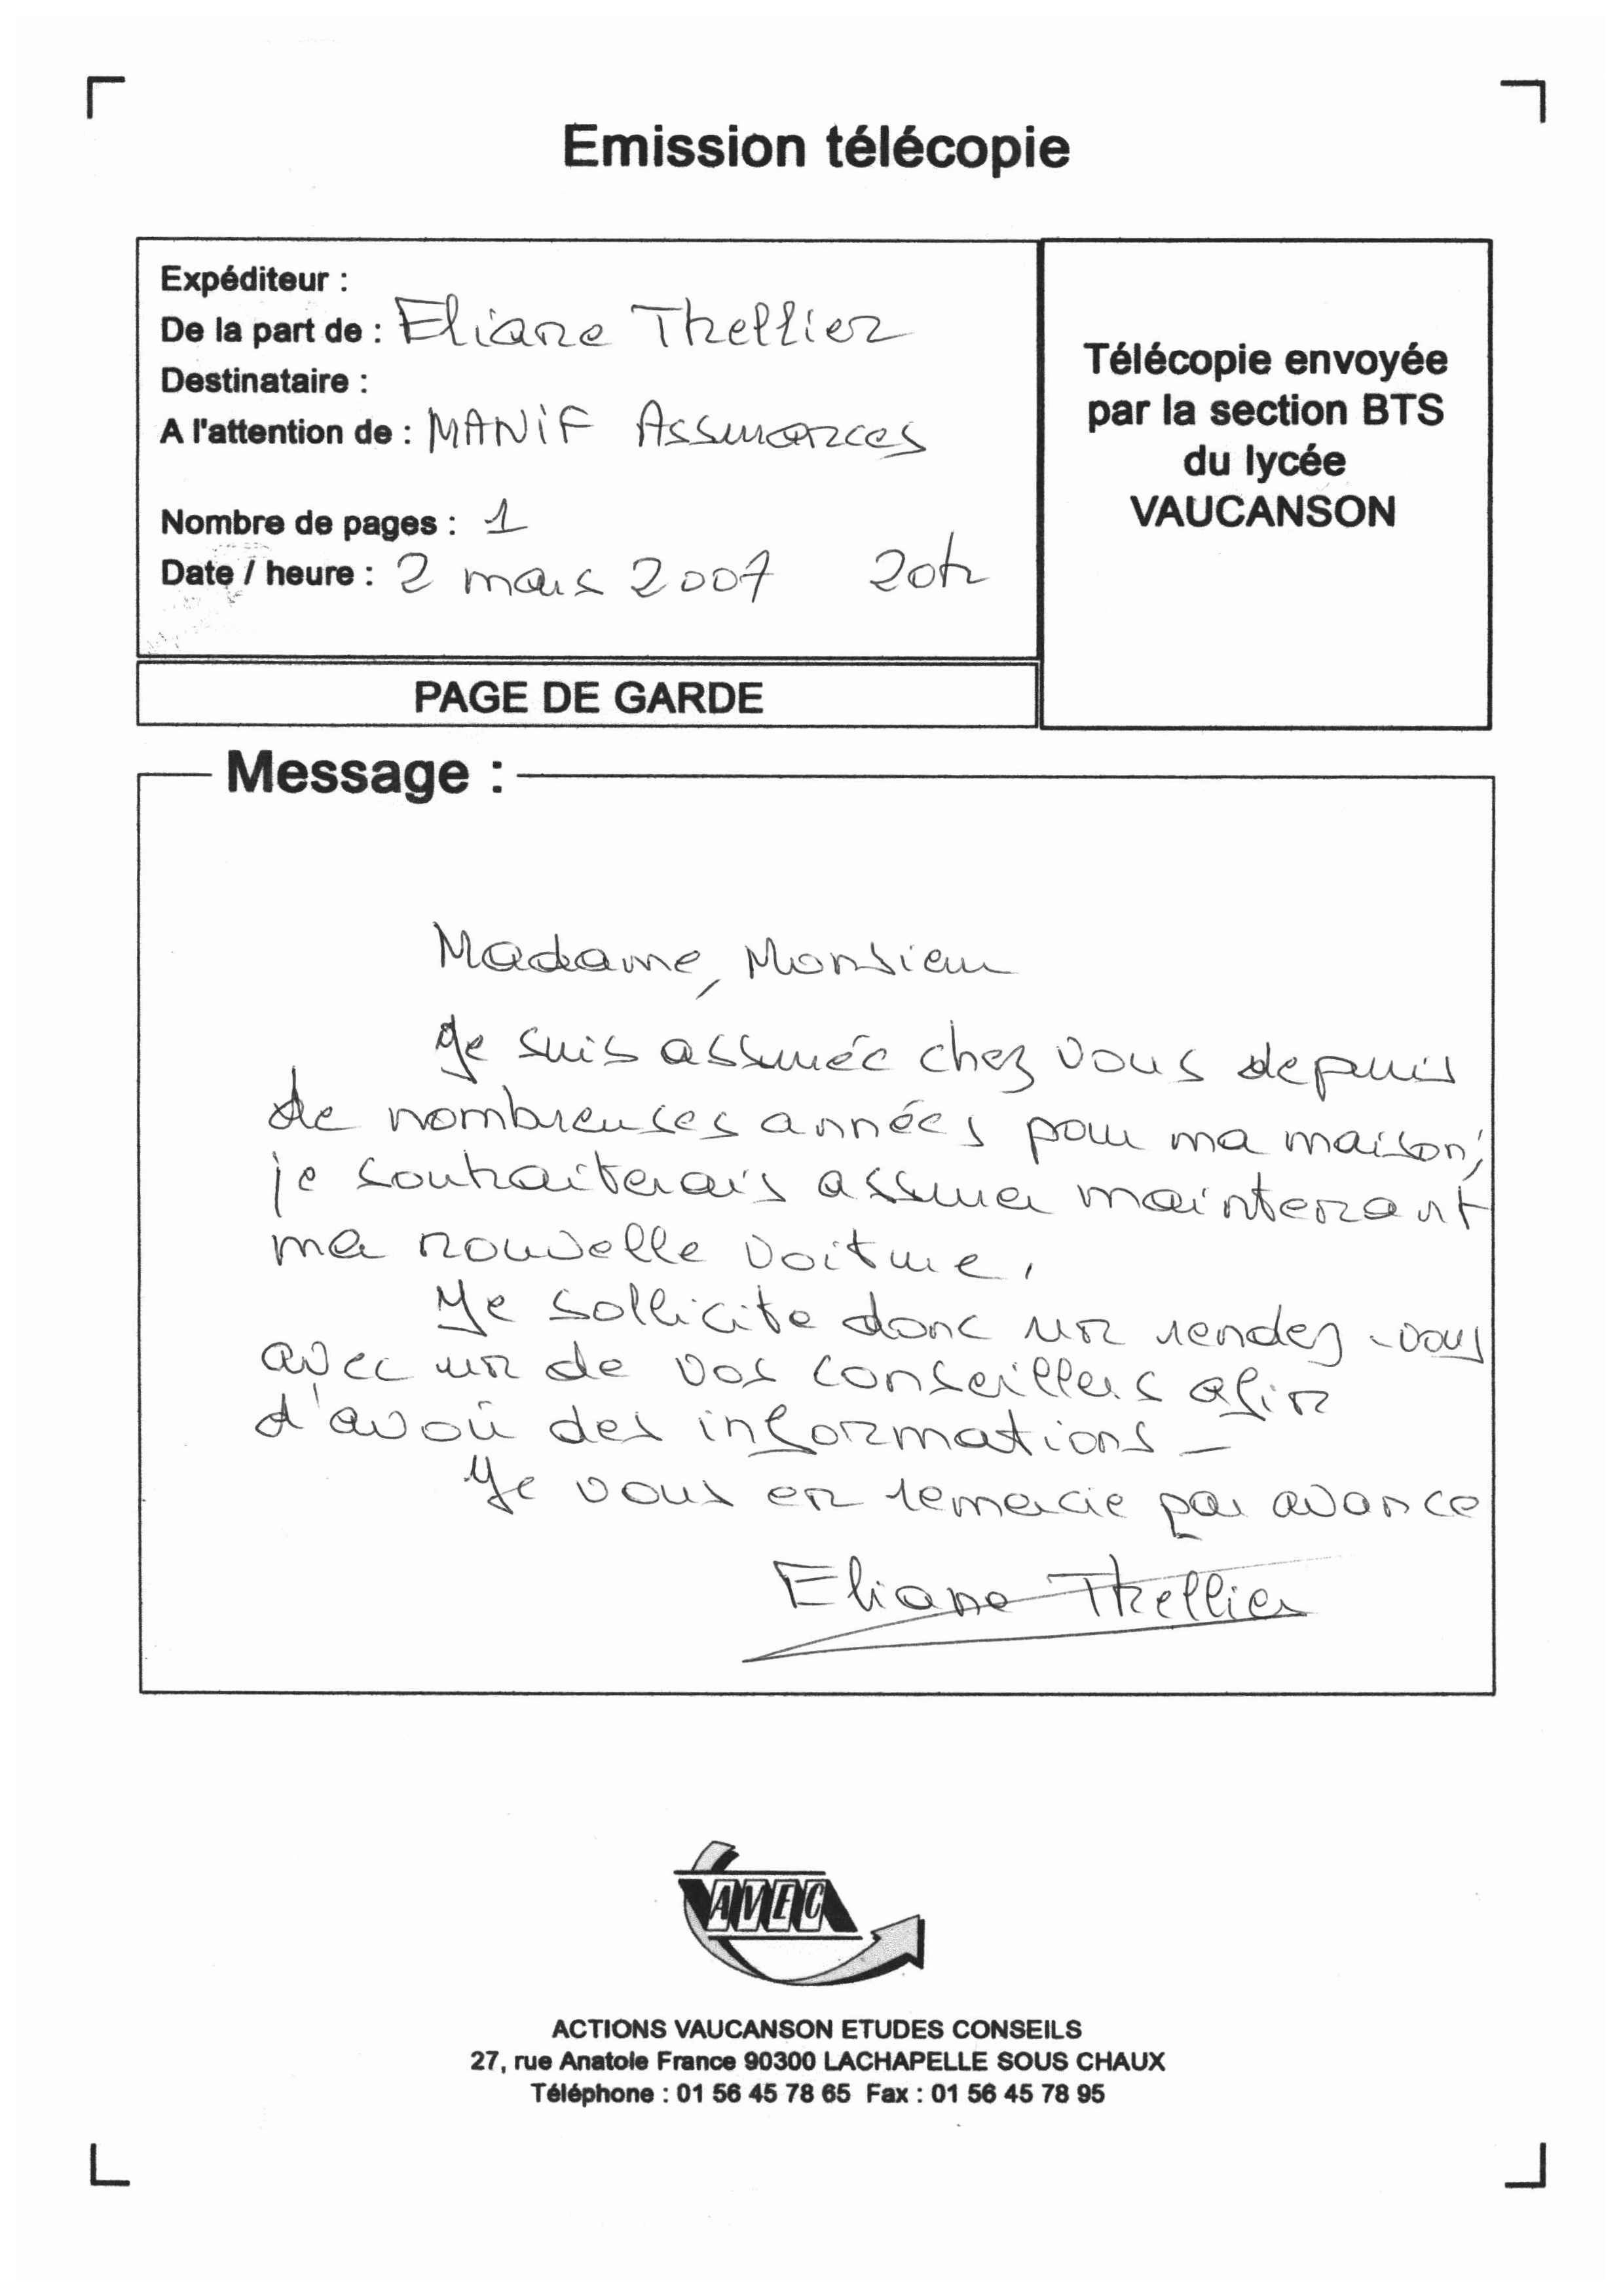 Emission télécopie
Expéditeur :
De la part de : Eliane Thellier
Destinataire :
A l'attention de : MANIF Assurances
Nombre de pages : 1
Date / heure : 2 mars 2007 20h
Télécopie envoyée
par la section BTS
du lycée
VAUCANSON
PAGE DE GARDE
Message :
Madame, Monsieur
Je suis assurée chez vous depuis
de nombreuses années pour ma maison,
je souhaiterais assurer maintenant
ma nouvelle voiture.
Je sollicite donc un rendez-vous
avec un de vos conseillers afin
d'avoir des informations -
Je vous en remercie par avance
Eliane Thellier
AVEC
ACTIONS VAUCANSON ETUDES CONSEILS
27, rue Anatole France 90300 LACHAPELLE SOUS CHAUX
Téléphone : 01 56 45 78 65 Fax : 01 56 45 78 95